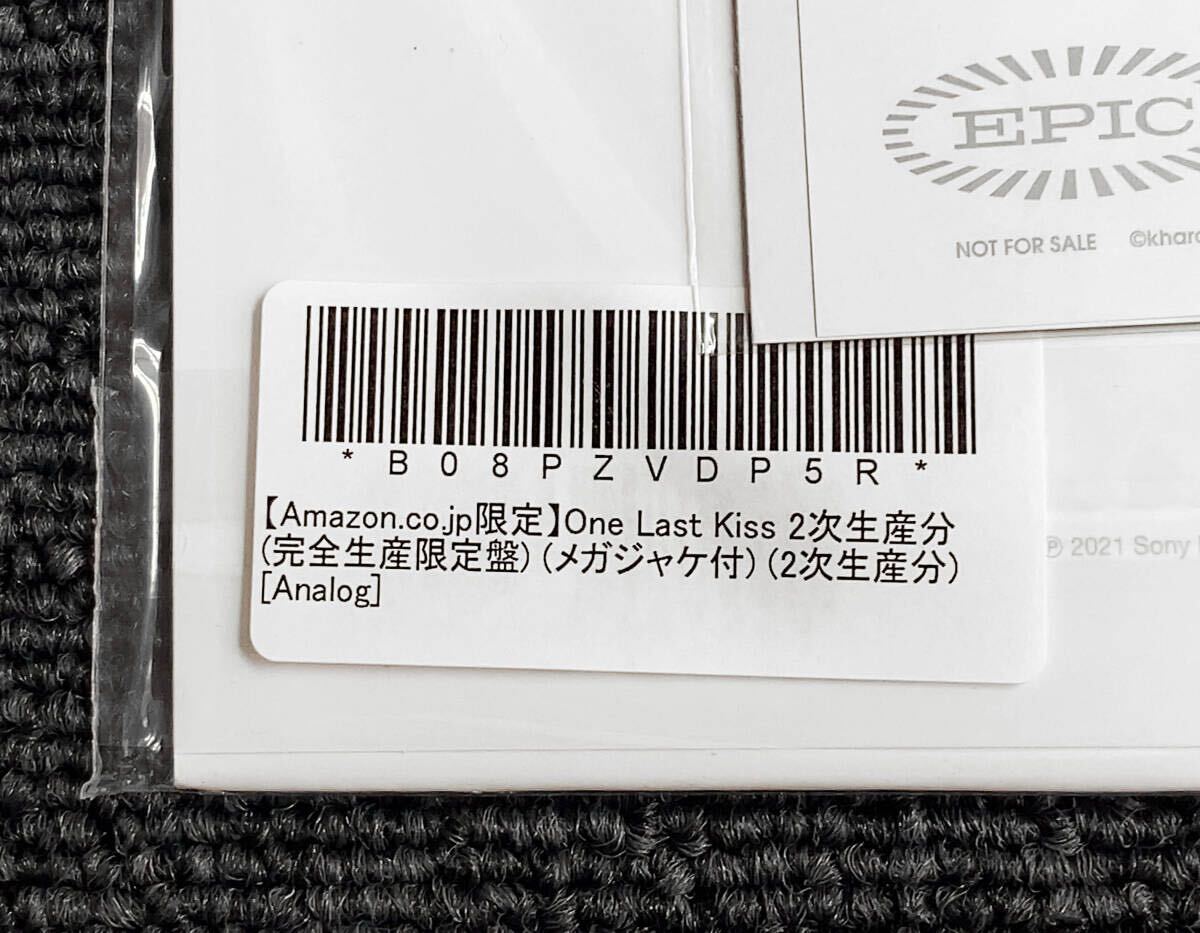 EPIC
NOT FOR SALE ©khara
*B08PZVDP5R*
【Amazon.co.jp限定】One Last Kiss 2次生産分
(完全生産限定盤)(メガジャケ付)(2次生産分)
[Analog]
℗ 2021 Sony